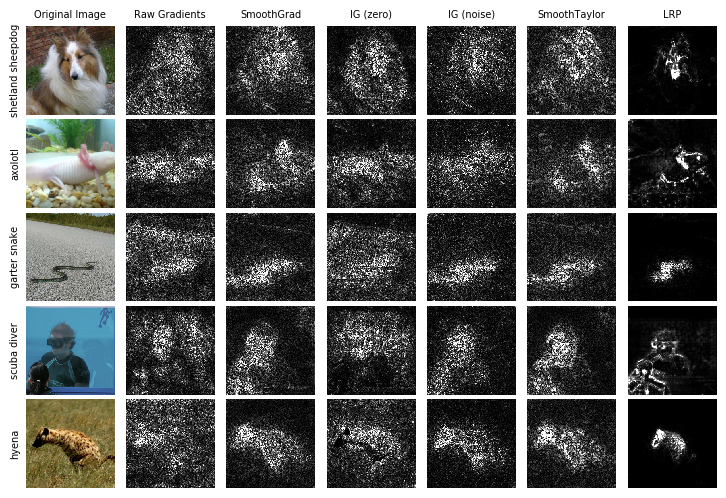 Original Image Raw Gradients SmoothGrad IG (zero) IG (noise) SmoothTaylor LRP
shetland sheepdog
axolotl
garter snake
scuba diver
hyena